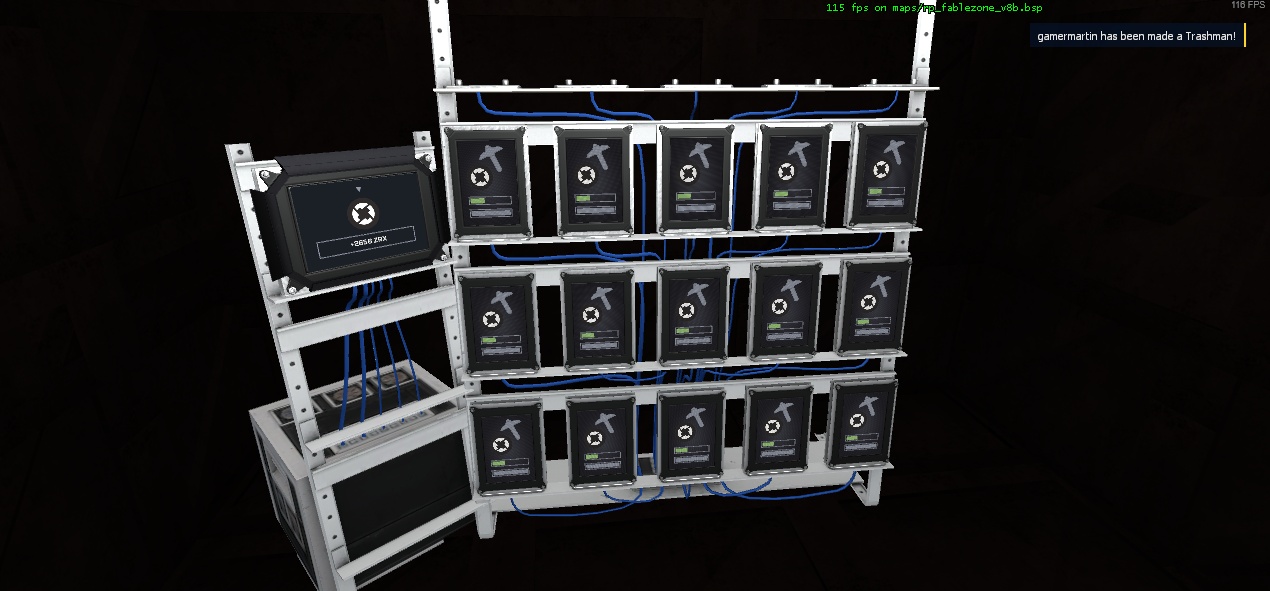 115 fps on maps/rp_fablezone_v8b.bsp
116 FPS
gamermartin has been made a Trashman!
+2656 ZRX